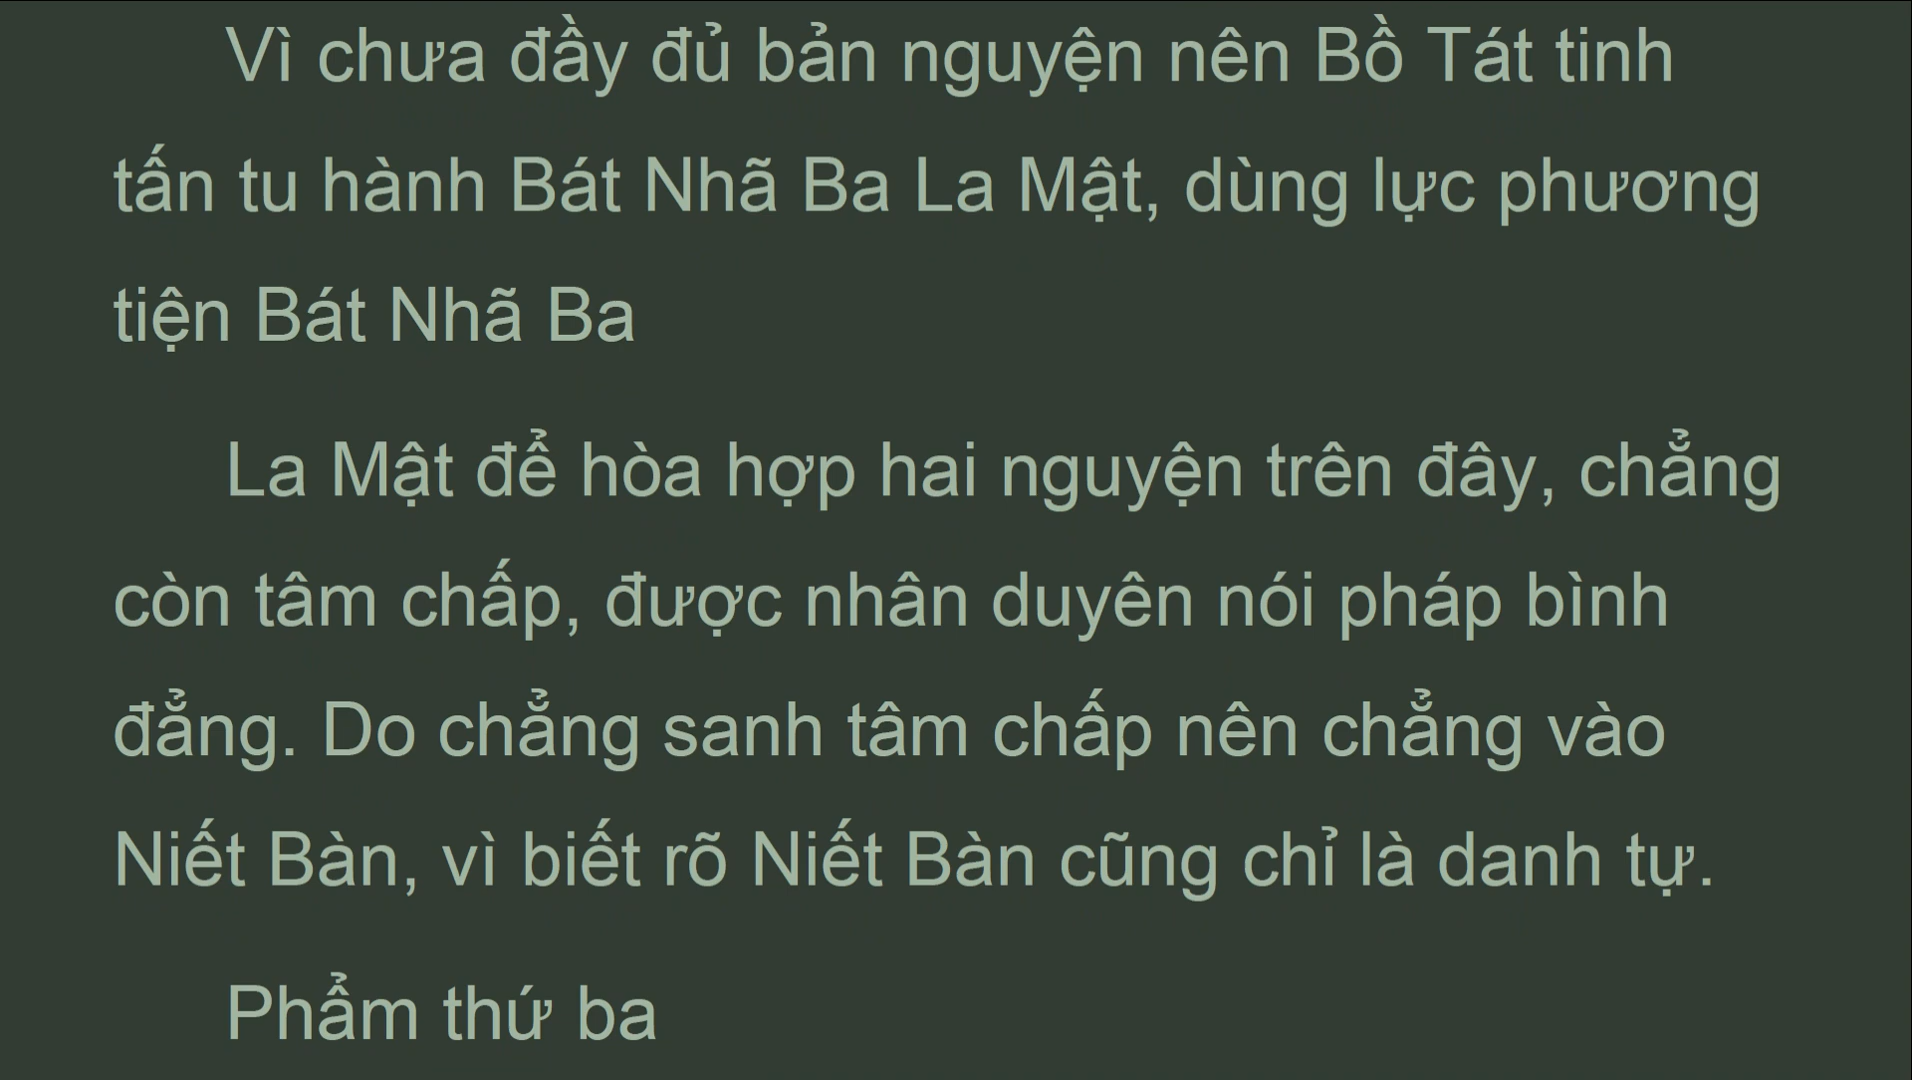 Vì chưa đầy đủ bản nguyện nên Bồ Tát tinh
tấn tu hành Bát Nhã Ba La Mật, dùng lực phương
tiện Bát Nhã Ba
La Mật để hòa hợp hai nguyện trên đây, chẳng
còn tâm chấp, được nhân duyên nói pháp bình
đẳng. Do chẳng sanh tâm chấp nên chẳng vào
Niết Bàn, vì biết rõ Niết Bàn cũng chỉ là danh tự.
Phẩm thứ ba